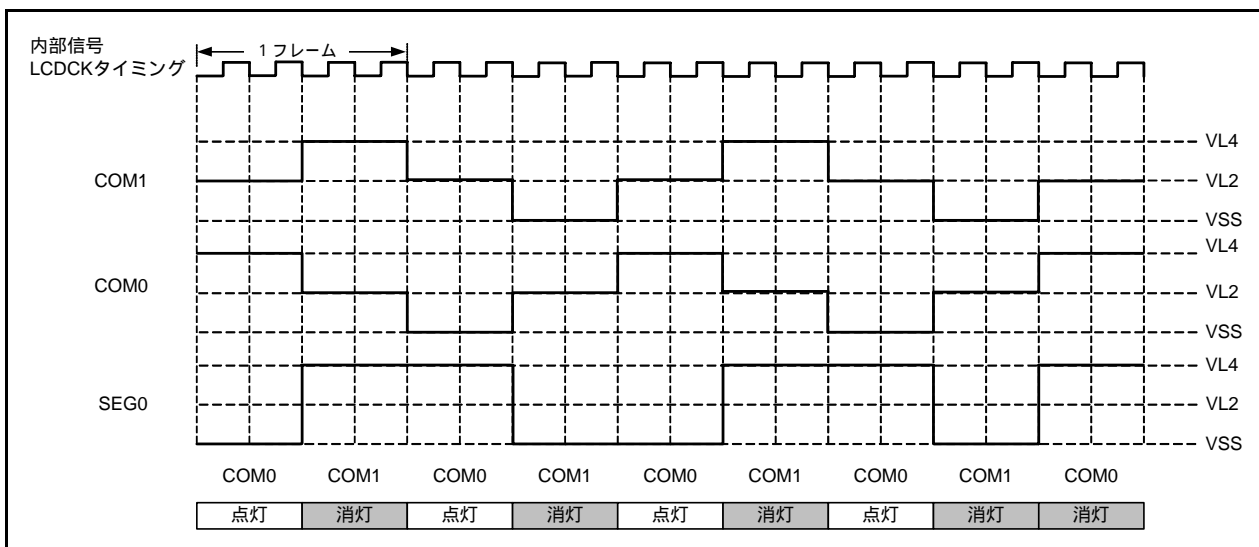 内部信号
LCDCKタイミング
1 フレーム
COM1
VL4
VL2
VSS
COM0
VL4
VL2
VSS
SEG0
VL4
VL2
VSS
COM0 COM1 COM0 COM1 COM0 COM1 COM0 COM1 COM0
点灯 消灯 点灯 消灯 点灯 消灯 点灯 消灯 消灯